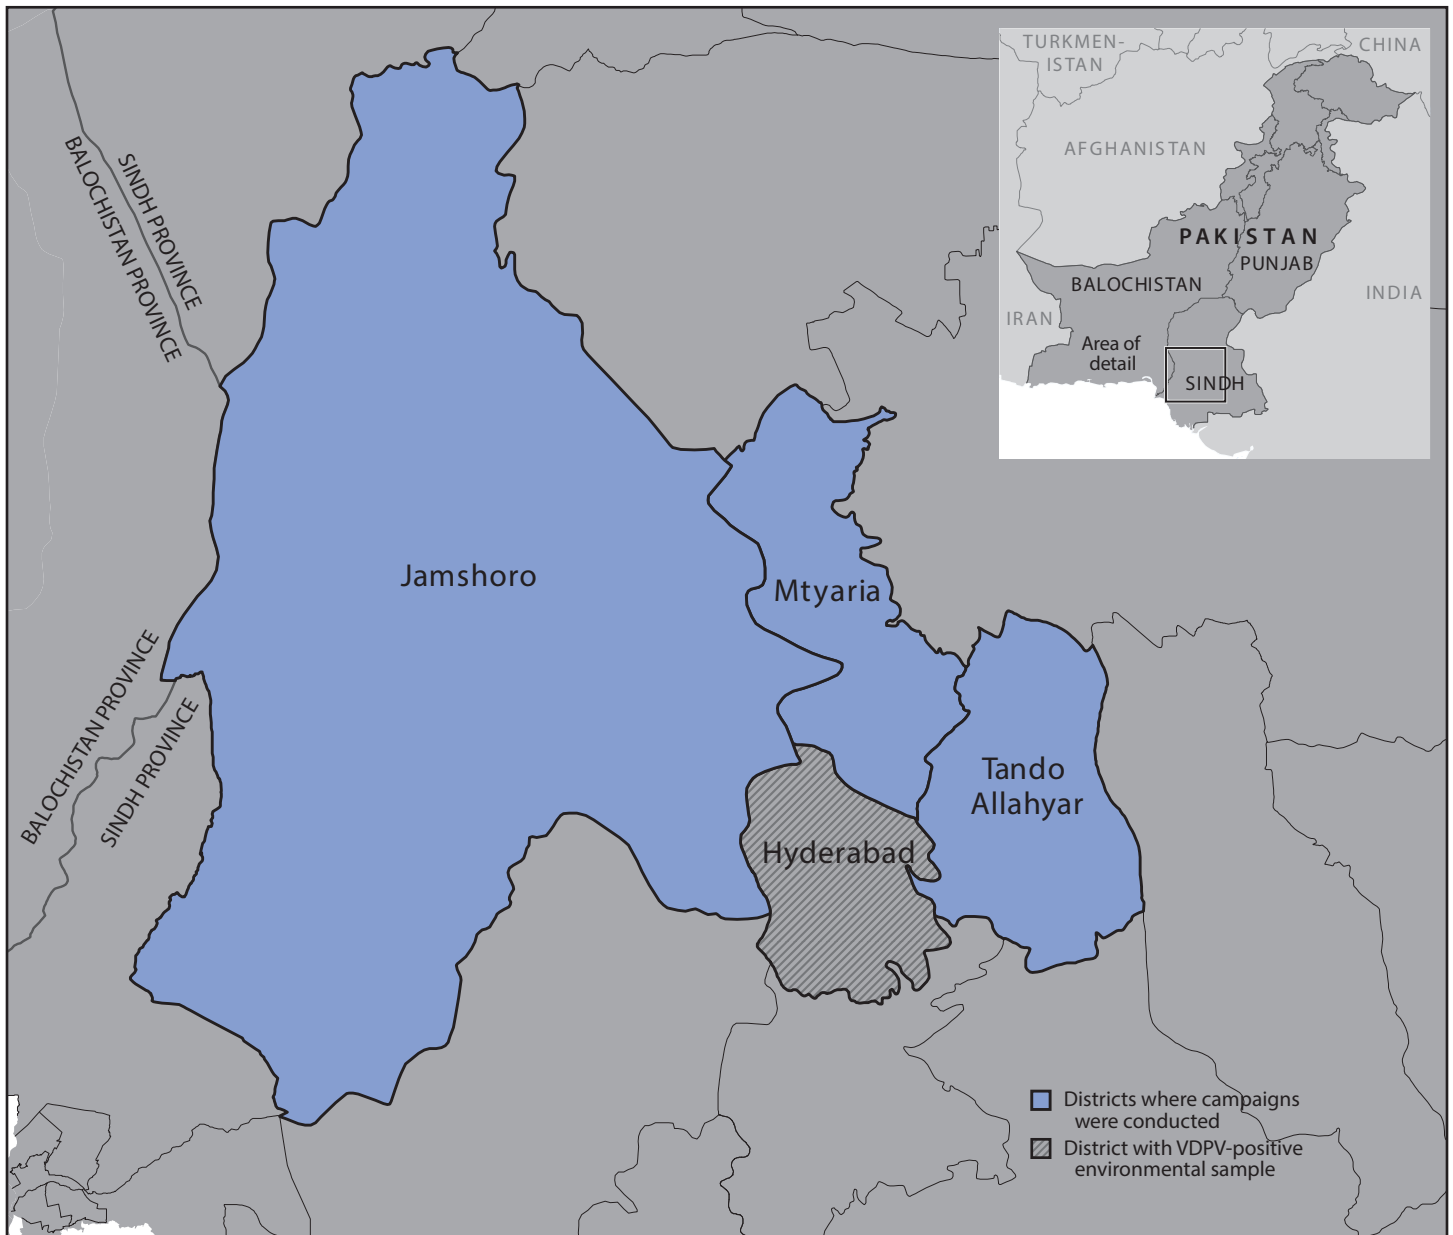 TURKMEN-
ISTAN
CHINA
AFGHANISTAN
PAKISTAN
PUNJAB
BALOCHISTAN
INDIA
IRAN
Area of
detail
SINDH
SINDH PROVINCE
BALOCHISTAN PROVINCE
Jamshoro
Mtyaria
BALOCHISTAN PROVINCE
SINDH PROVINCE
Tando
Allahyar
Hyderabad
Districts where campaigns
were conducted
District with VDPV-positive
environmental sample